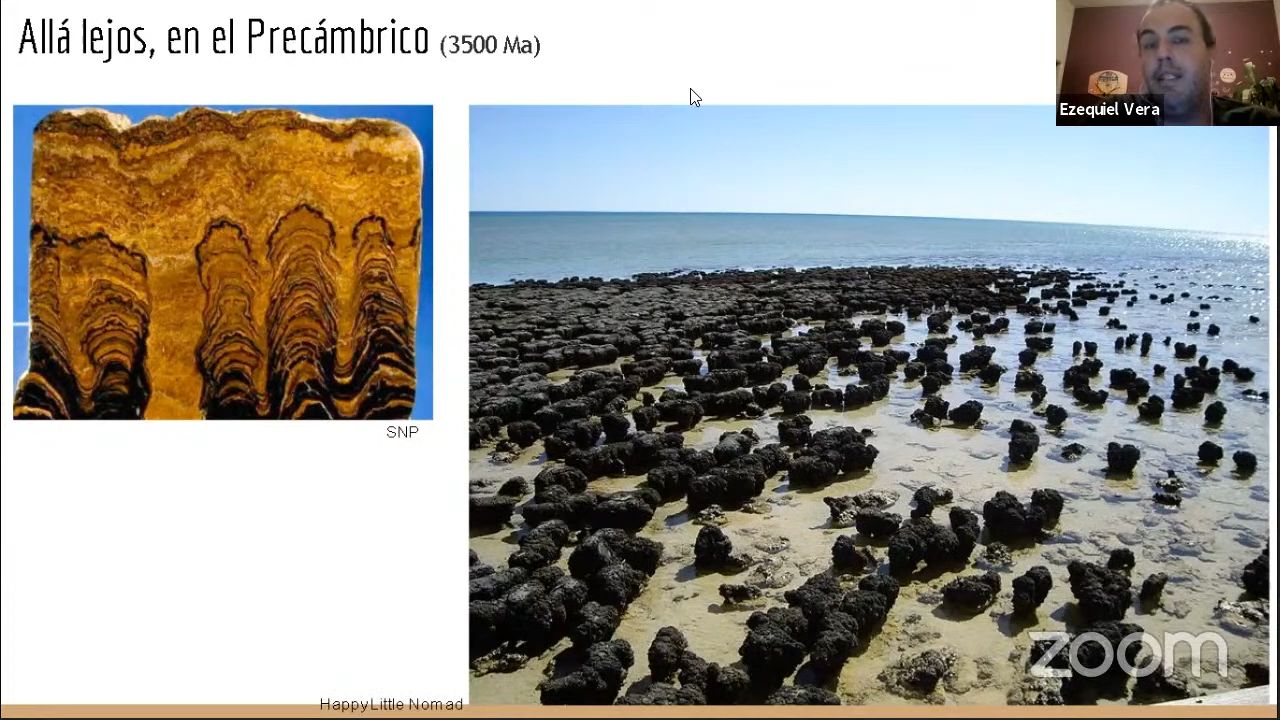 Allá lejos, en el Precámbrico (3500 Ma)
Ezequiel Vera
SNP
HappyLittle Nomad
zoom